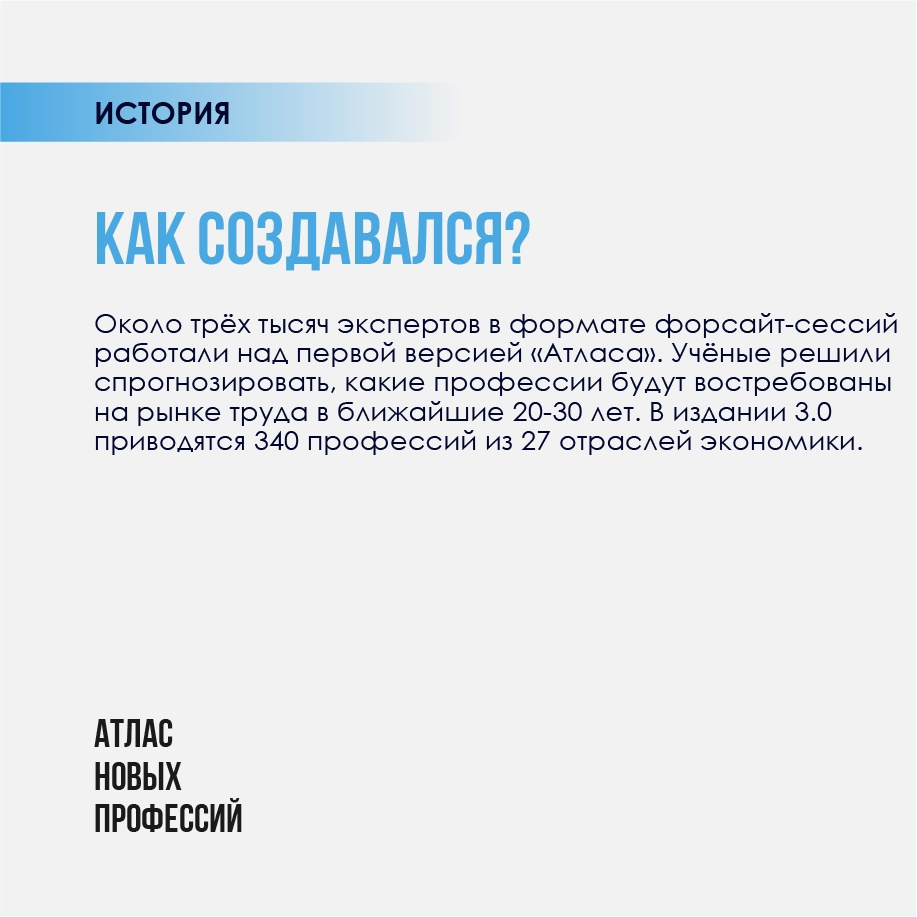 ИСТОРИЯ
КАК СОЗДАВАЛСЯ?
Около трёх тысяч экспертов в формате форсайт-сессий
работали над первой версией «Атласа». Учёные решили
спрогнозировать, какие профессии будут востребованы
на рынке труда в ближайшие 20-30 лет. В издании 3.0
приводятся 340 профессий из 27 отраслей экономики.
АТЛАС
НОВЫХ
ПРОФЕССИЙ